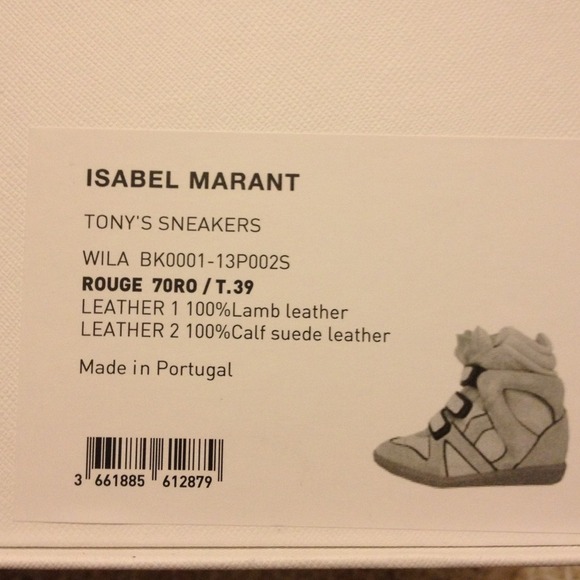 ISABEL MARANT
TONY'S SNEAKERS
WILA BK0001-13P002S
ROUGE 70RO / T.39
LEATHER 1 100%Lamb leather
LEATHER 2 100%Calf suede leather
Made in Portugal
3 661885 612879